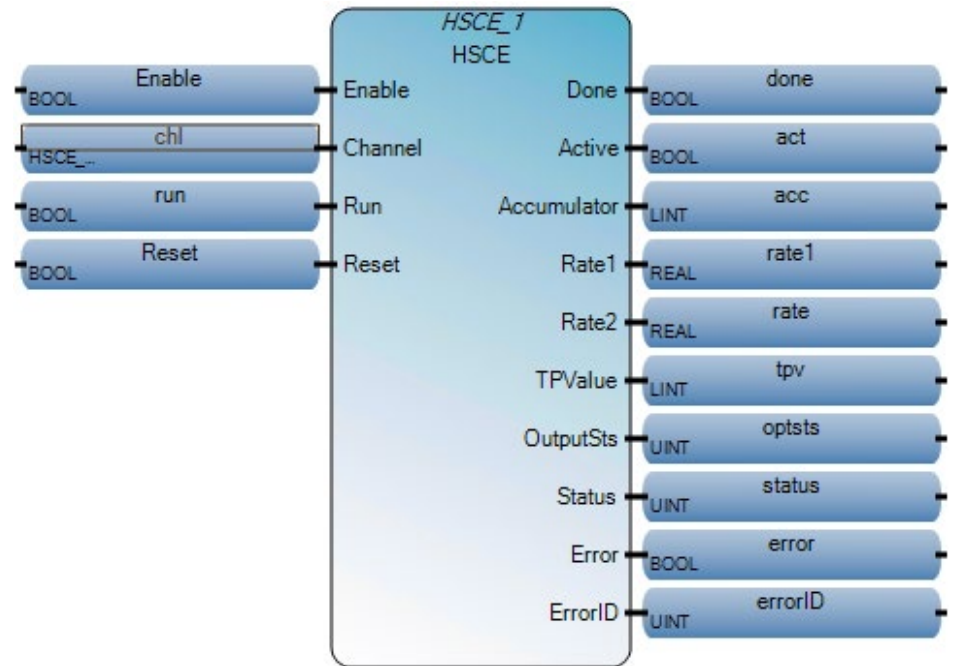 HSCE_1
HSCE
Enable
BOOL
Enable
Done
done
BOOL
chl
HSCE_...
Channel
Active
act
BOOL
run
BOOL
Run
Accumulator
acc
LINT
Reset
BOOL
Reset
Rate1
rate1
REAL
Rate2
rate
REAL
TPValue
tpv
LINT
OutputSts
optsts
UINT
Status
status
UINT
Error
error
BOOL
ErrorID
errorID
UINT